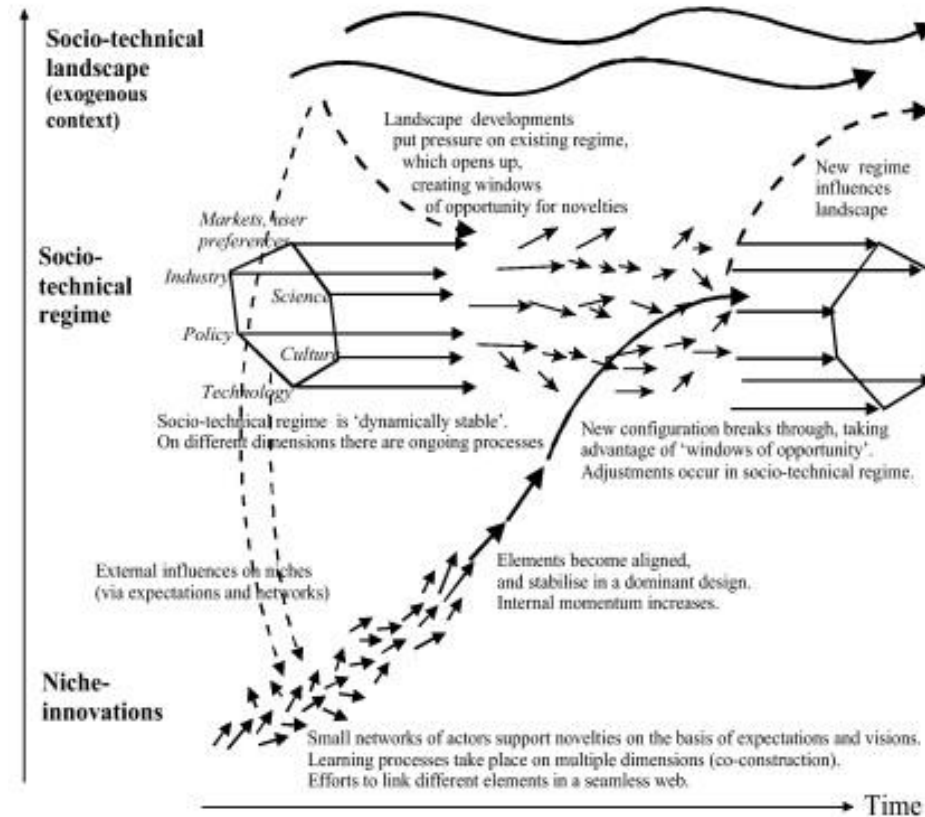 Socio-technical
landscape
(exogenous
context)
Landscape developments
put pressure on existing regime,
which opens up,
creating windows
of opportunity for novelties
New regime
influences
landscape
Markets, user
preferences
Socio-
technical
regime
Industry
Science
Policy
Culture
Technology
Socio-technical regime is ‘dynamically stable’.
On different dimensions there are ongoing processes
New configuration breaks through, taking
advantage of ‘windows of opportunity’.
Adjustments occur in socio-technical regime.
External influences on niches
(via expectations and networks)
Elements become aligned,
and stabilise in a dominant design.
Internal momentum increases.
Niche-
innovations
Small networks of actors support novelties on the basis of expectations and visions.
Learning processes take place on multiple dimensions (co-construction).
Efforts to link different elements in a seamless web.
Time